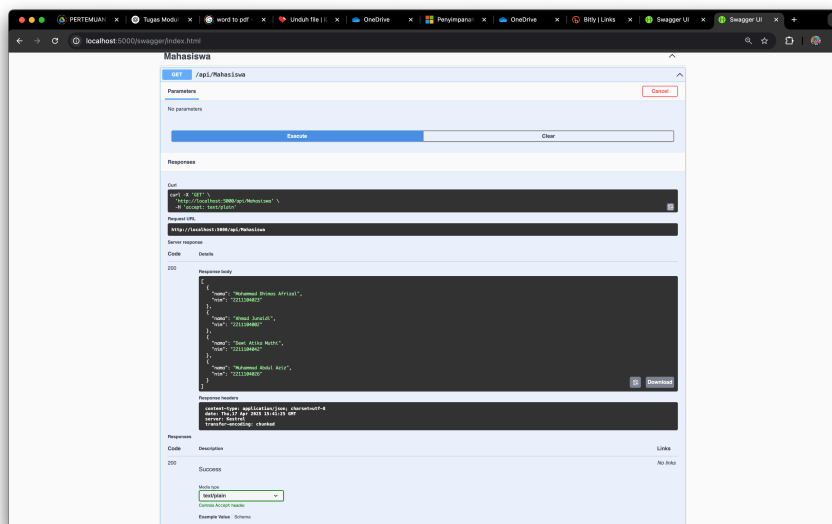 PERTEMUAN
Tugas Modul
word to pdf -
Unduh file | iL
OneDrive
Penyimpanan
OneDrive
Bitly | Links
Swagger UI
Swagger UI
localhost:5000/swagger/index.html
Mahasiswa
GET /api/Mahasiswa
Parameters
Cancel
No parameters
Execute
Clear
Responses
Curl
curl -X 'GET' \
'http://localhost:5000/api/Mahasiswa' \
-H 'accept: text/plain'
Request URL
http://localhost:5000/api/Mahasiswa
Server response
Code Details
200
Response body
[
{
"nama": "Mohammad Dhimas Afrizal",
"nim": "2211104023"
},
{
"nama": "Ahmad Junaidi",
"nim": "2211104002"
},
{
"nama": "Dewi Atika Muthi",
"nim": "2211104042"
},
{
"nama": "Muhammad Abdul Aziz",
"nim": "2211104026"
}
]
Download
Response headers
content-type: application/json; charset=utf-8
date: Thu,17 Apr 2025 15:41:25 GMT
server: Kestrel
transfer-encoding: chunked
Responses
Code Description Links
200 Success No links
Media type
text/plain
Controls Accept header.
Example Value Schema